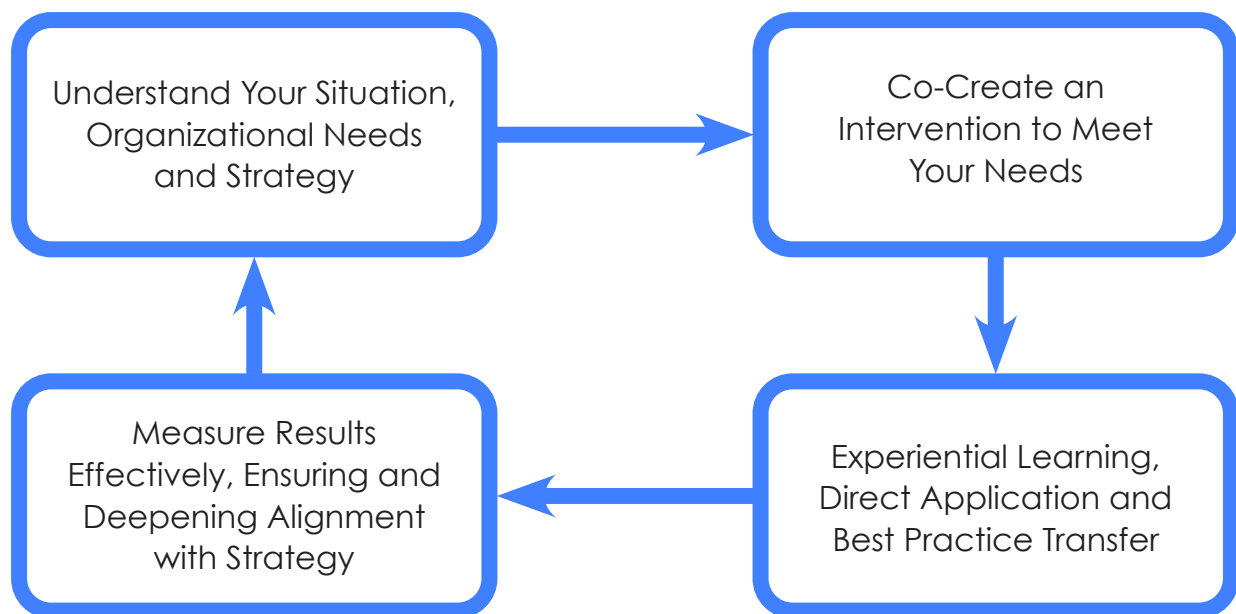 Understand Your Situation,
Organizational Needs
and Strategy
Co-Create an
Intervention to Meet
Your Needs
Experiential Learning,
Direct Application and
Best Practice Transfer
Measure Results
Effectively, Ensuring and
Deepening Alignment
with Strategy